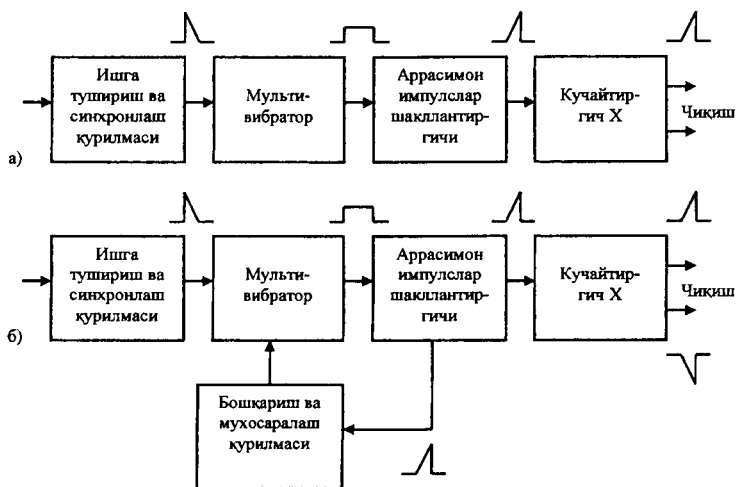 Ишга
тушириш ва
синхронлаш
қурилмаси
Мульти-
вибратор
Аррасимон
импулслар
шакллантир-
гичи
Кучайтир-
гич X
Чиқиш
а)
Ишга
тушириш ва
синхронлаш
қурилмаси
Мульти-
вибратор
Аррасимон
импулслар
шакллантир-
гичи
Кучайтир-
гич X
Чиқиш
б)
Бошқариш ва
мухосаралаш
қурилмаси